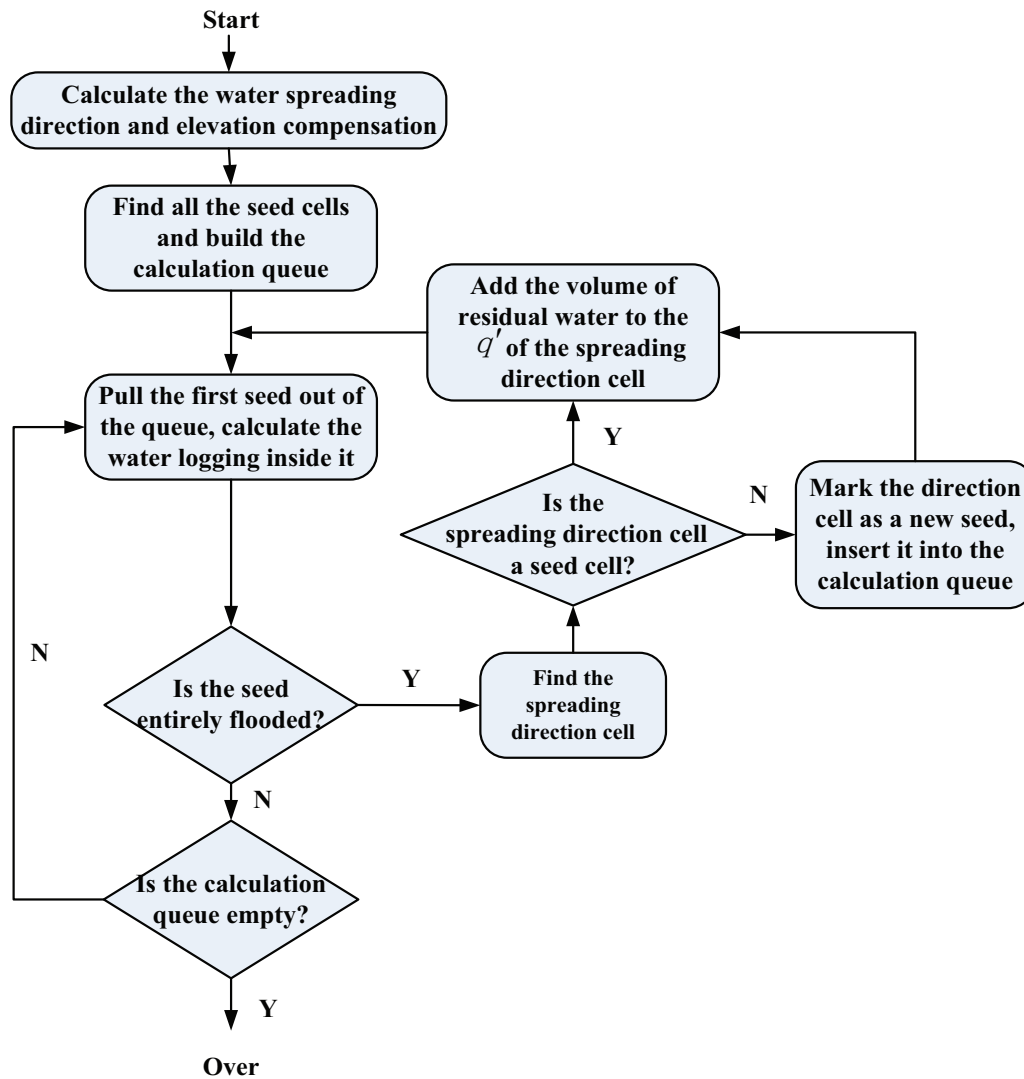 Start
Calculate the water spreading
direction and elevation compensation
Find all the seed cells
and build the
calculation queue
Add the volume of
residual water to the
q' of the spreading
direction cell
Pull the first seed out of
the queue, calculate the
water logging inside it
Y
Is the
spreading direction cell
a seed cell?
N
Mark the direction
cell as a new seed,
insert it into the
calculation queue
N
Is the seed
entirely flooded?
Y
Find the
spreading
direction cell
N
Is the calculation
queue empty?
Y
Over